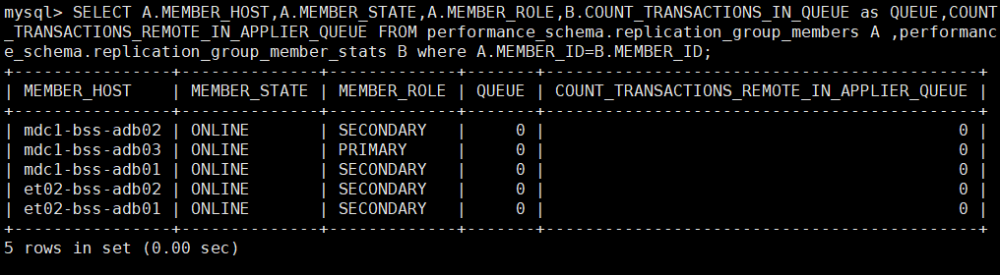 mysql> SELECT A.MEMBER_HOST,A.MEMBER_STATE,A.MEMBER_ROLE,B.COUNT_TRANSACTIONS_IN_QUEUE as QUEUE,COUNT
_TRANSACTIONS_REMOTE_IN_APPLIER_QUEUE FROM performance_schema.replication_group_members A ,performanc
e_schema.replication_group_member_stats B where A.MEMBER_ID=B.MEMBER_ID;
+----------------+--------------+-------------+-------+--------------------------------------------+
| MEMBER_HOST    | MEMBER_STATE | MEMBER_ROLE | QUEUE | COUNT_TRANSACTIONS_REMOTE_IN_APPLIER_QUEUE |
+----------------+--------------+-------------+-------+--------------------------------------------+
| mdc1-bss-adb02 | ONLINE       | SECONDARY   |     0 |                                          0 |
| mdc1-bss-adb03 | ONLINE       | PRIMARY     |     0 |                                          0 |
| mdc1-bss-adb01 | ONLINE       | SECONDARY   |     0 |                                          0 |
| et02-bss-adb02 | ONLINE       | SECONDARY   |     0 |                                          0 |
| et02-bss-adb01 | ONLINE       | SECONDARY   |     0 |                                          0 |
+----------------+--------------+-------------+-------+--------------------------------------------+
5 rows in set (0.00 sec)